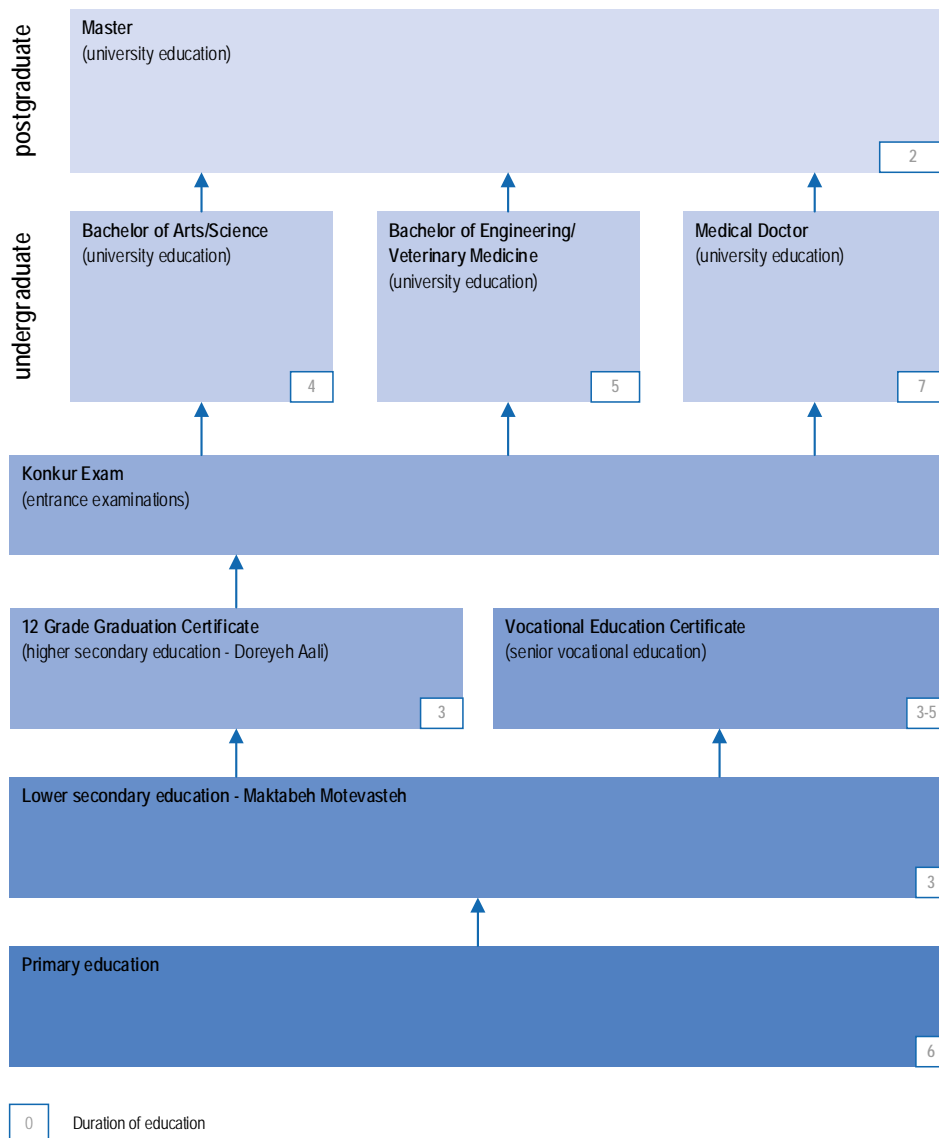 postgraduate
Master
(university education)
2
undergraduate
Bachelor of Arts/Science
(university education)
4
Bachelor of Engineering/
Veterinary Medicine
(university education)
5
Medical Doctor
(university education)
7
Konkur Exam
(entrance examinations)
12 Grade Graduation Certificate
(higher secondary education - Doreyeh Aali)
3
Vocational Education Certificate
(senior vocational education)
3-5
Lower secondary education - Maktabeh Motevasteh
3
Primary education
6
0
Duration of education